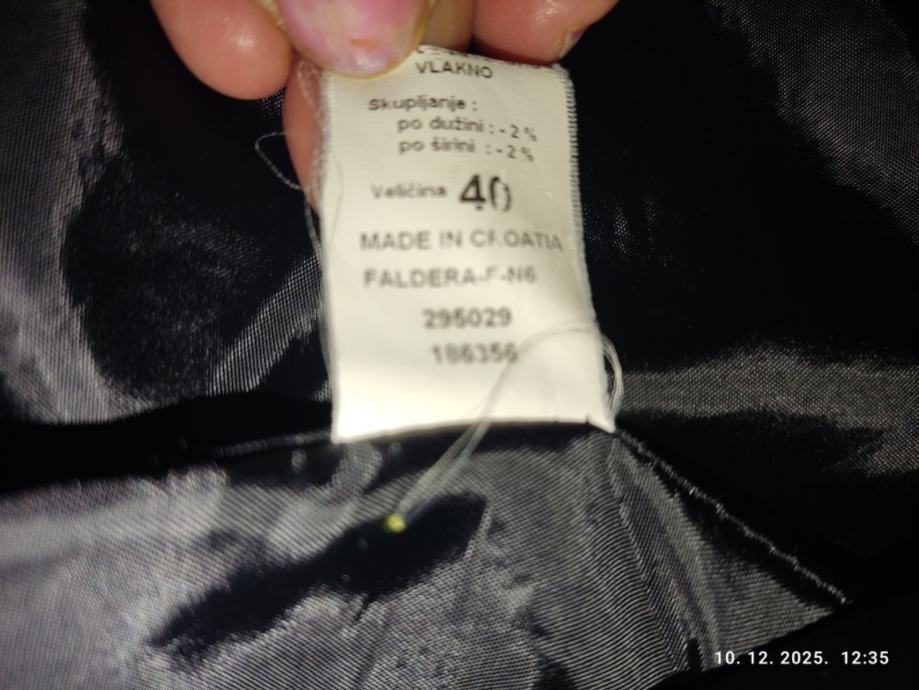 VLAKNO
Skupljanje :
po dužini : - 2 %
po širini : - 2 %
Veličina 40
MADE IN CROATIA
FALDERA-F-N6
295029
186356
10. 12. 2025. 12:35